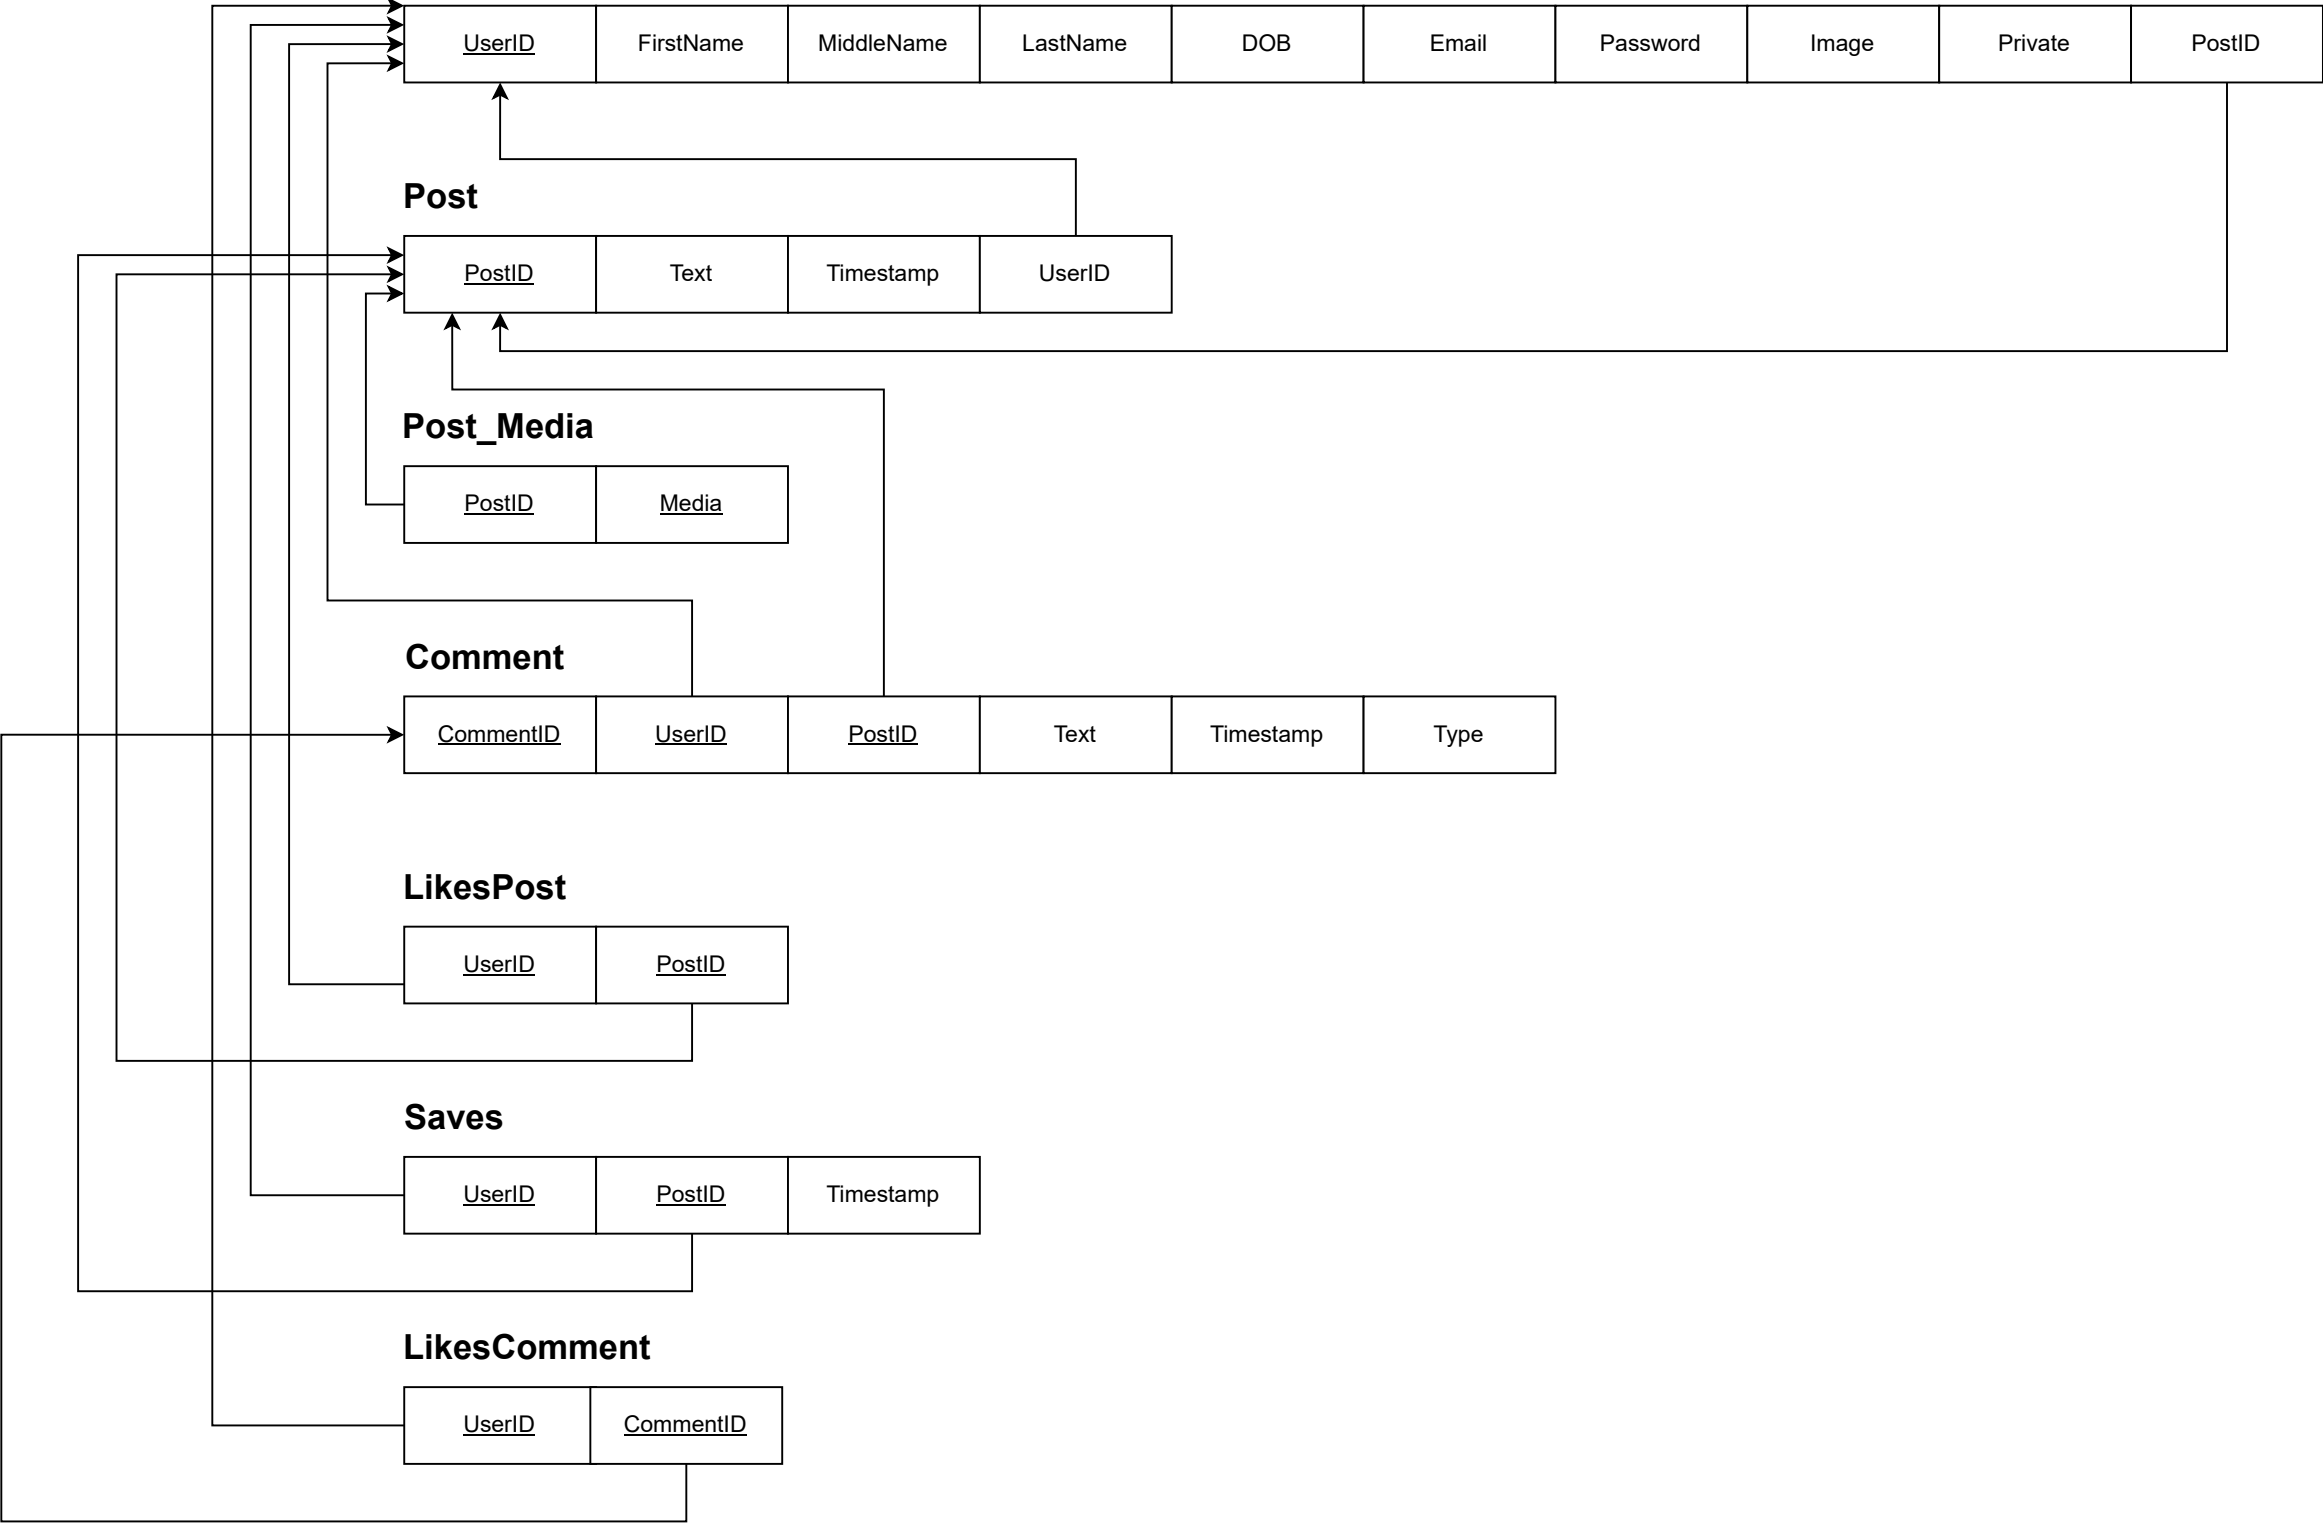 UserID FirstName MiddleName LastName DOB Email Password Image Private PostID
Post
PostID Text Timestamp UserID
Post_Media
PostID Media
Comment
CommentID UserID PostID Text Timestamp Type
LikesPost
UserID PostID
Saves
UserID PostID Timestamp
LikesComment
UserID CommentID